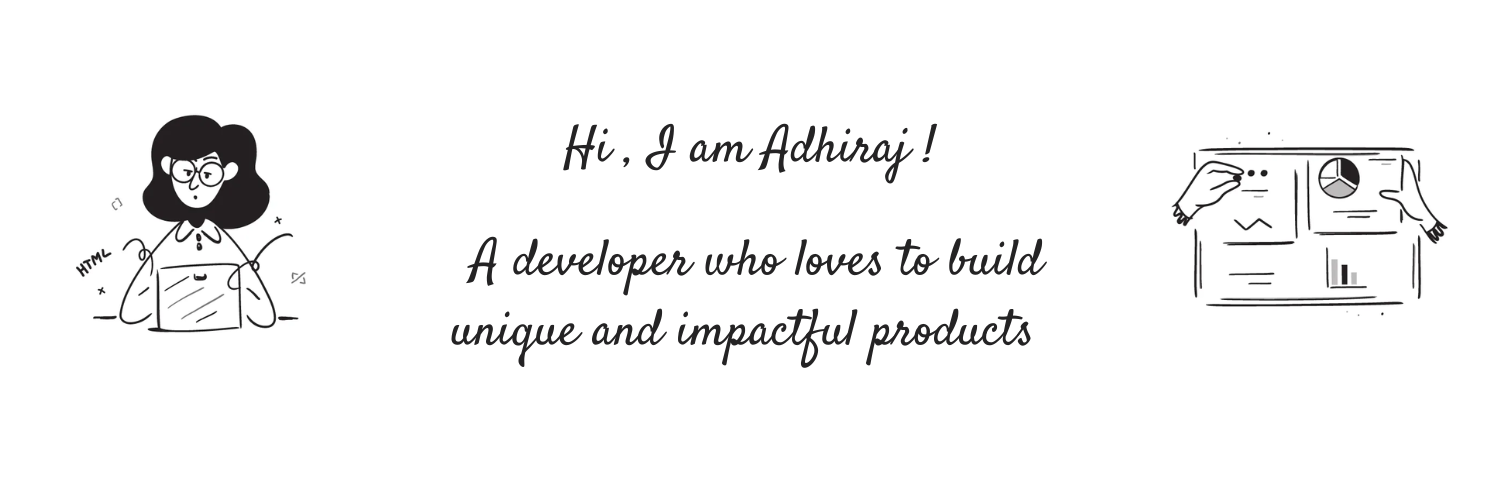 Hi , I am Adhiraj !
A developer who loves to build
unique and impactful products
HTML